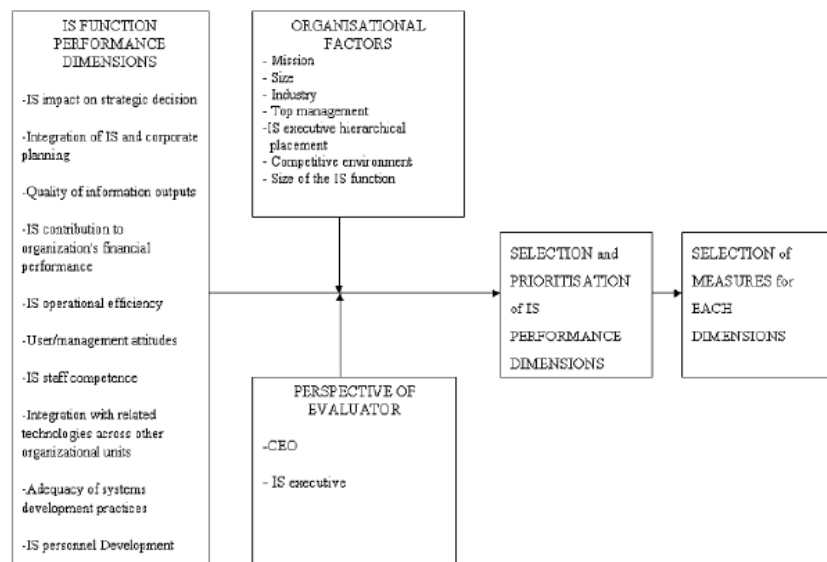 IS FUNCTION
PERFORMANCE
DIMENSIONS
-IS impact on strategic decision
-Integration of IS and corporate
planning
-Quality of information outputs
-IS contribution to
organization's financial
performance
-IS operational efficiency
-User/management attitudes
-IS staff competence
-Integration with related
technologies across other
organizational units
-Adequacy of systems
development practices
-IS personnel Development
ORGANISATIONAL
FACTORS
- Mission
- Size
- Industry
- Top management
-IS executive hierarchical
placement
- Competitive environment
- Size of the IS function
PERSPECTIVE OF
EVALUATOR
-CEO
- IS executive
SELECTION and
PRIORITISATION
of IS
PERFORMANCE
DIMENSIONS
SELECTION of
MEASURES for
EACH
DIMENSIONS